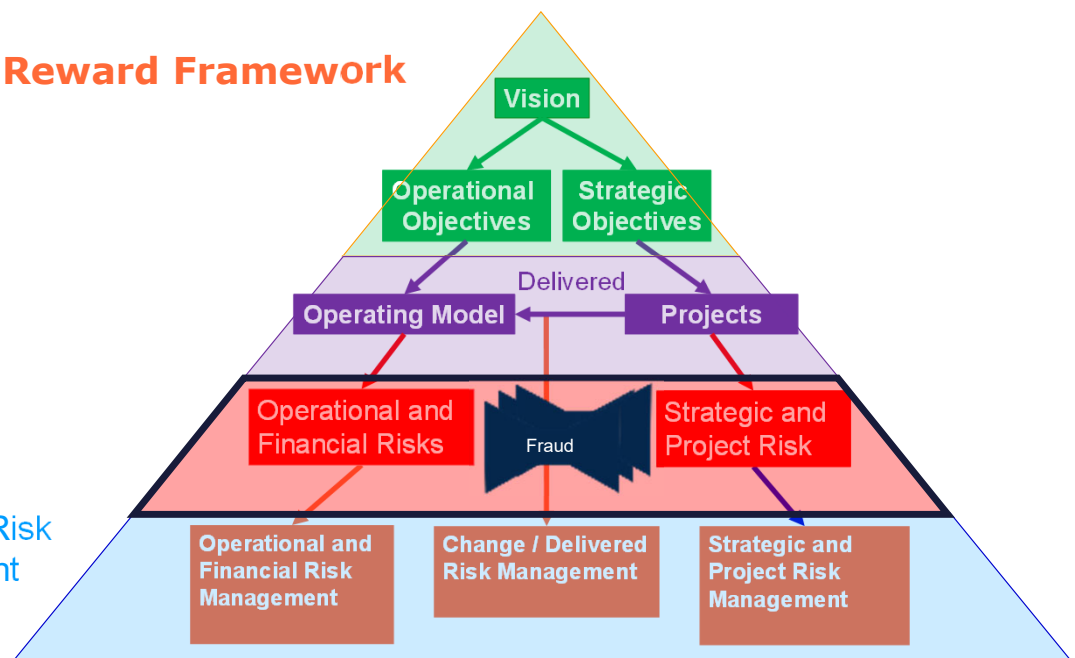 Reward Framework
Vision
Operational
Objectives
Strategic
Objectives
Delivered
Operating Model
Projects
Operational and
Financial Risks
Fraud
Strategic and
Project Risk
Risk
nt
Operational and
Financial Risk
Management
Change / Delivered
Risk Management
Strategic and
Project Risk
Management